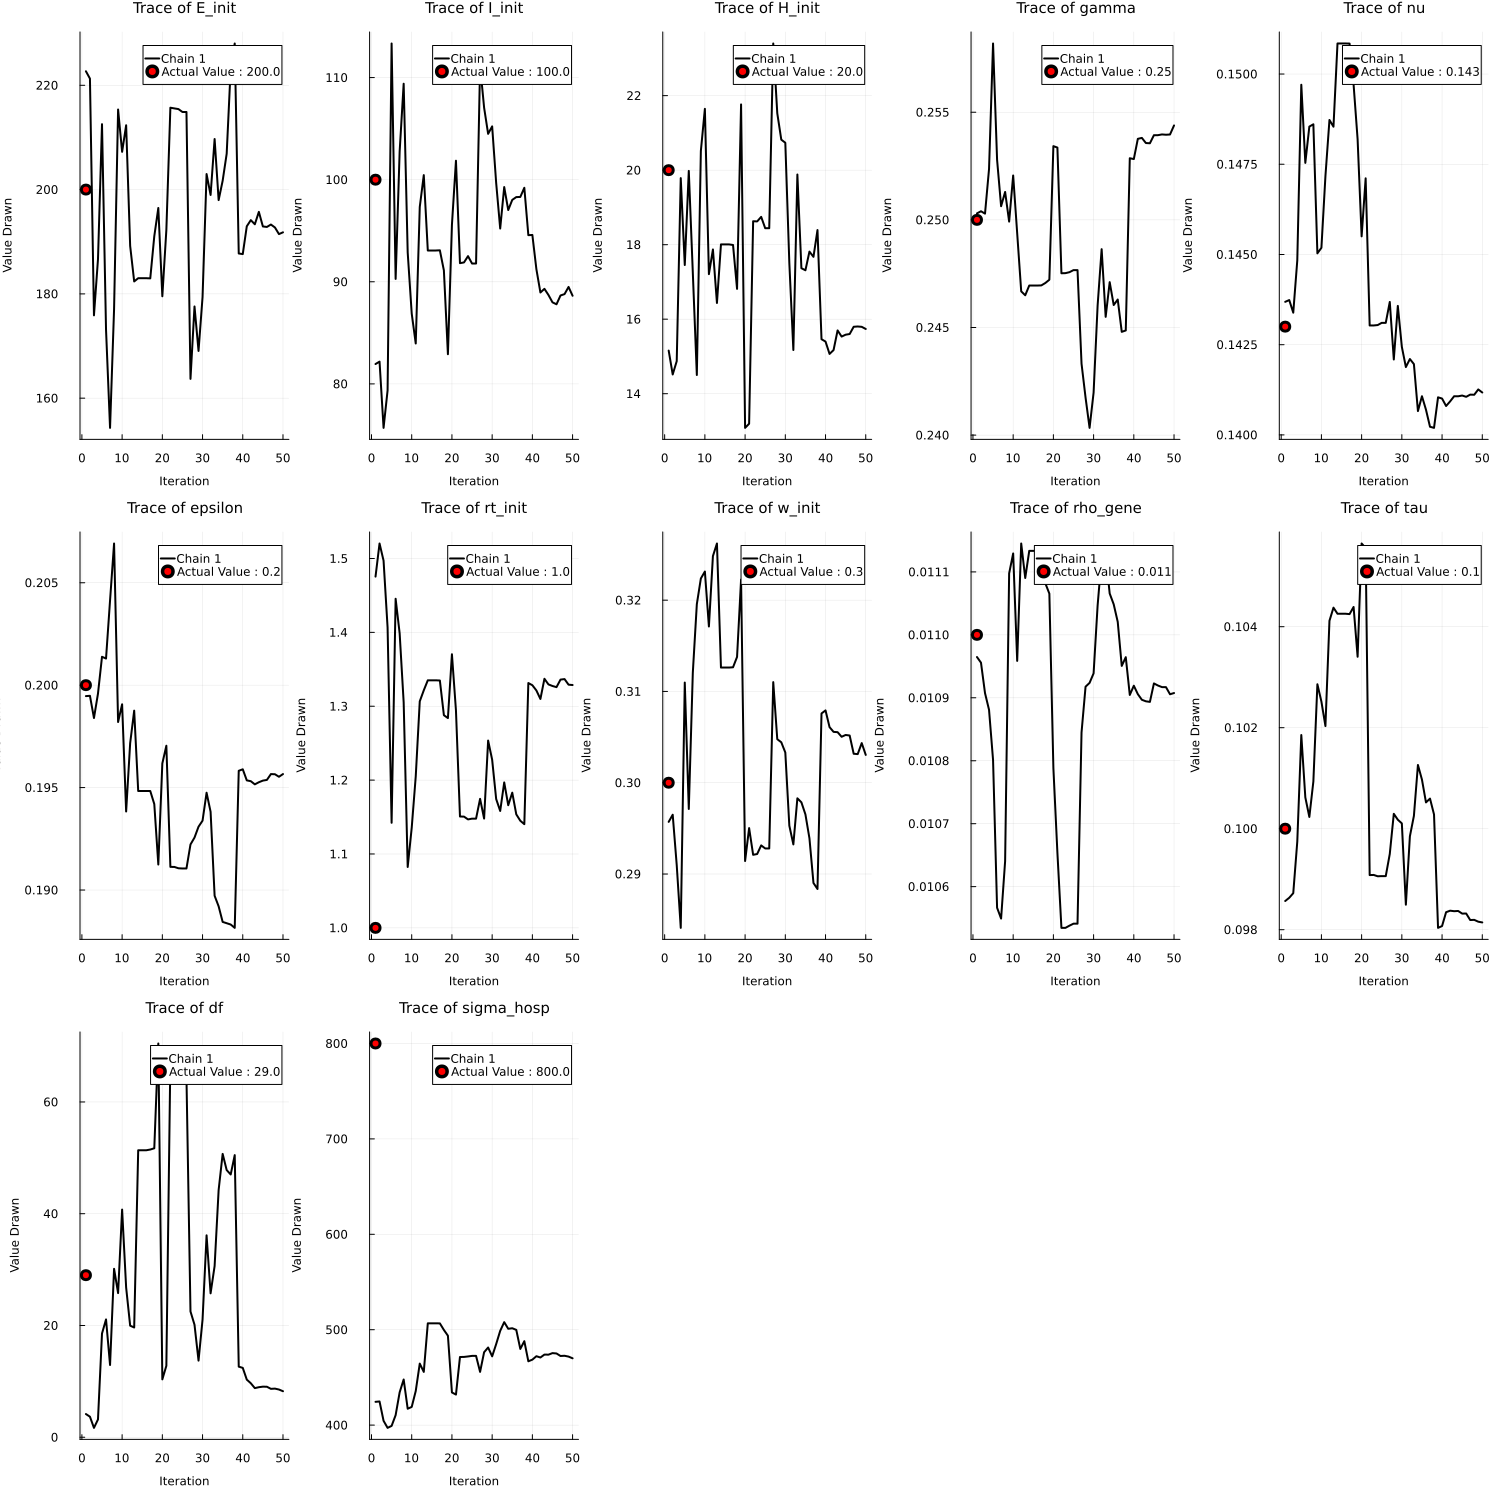 Trace of E_init
Trace of I_init
Trace of H_init
Trace of gamma
Trace of nu
Chain 1
Actual Value : 200.0
Chain 1
Actual Value : 100.0
Chain 1
Actual Value : 20.0
Chain 1
Actual Value : 0.25
Chain 1
Actual Value : 0.143
220
200
180
160
110
100
90
80
22
20
18
16
14
0.255
0.250
0.245
0.240
0.1500
0.1475
0.1450
0.1425
0.1400
Value Drawn
Value Drawn
Value Drawn
Value Drawn
Value Drawn
0 10 20 30 40 50
0 10 20 30 40 50
0 10 20 30 40 50
0 10 20 30 40 50
0 10 20 30 40 50
Iteration
Iteration
Iteration
Iteration
Iteration
Trace of epsilon
Trace of rt_init
Trace of w_init
Trace of rho_gene
Trace of tau
Chain 1
Actual Value : 0.2
Chain 1
Actual Value : 1.0
Chain 1
Actual Value : 0.3
Chain 1
Actual Value : 0.011
Chain 1
Actual Value : 0.1
0.205
0.200
0.195
0.190
1.5
1.4
1.3
1.2
1.1
1.0
0.32
0.31
0.30
0.29
0.0111
0.0110
0.0109
0.0108
0.0107
0.0106
0.104
0.102
0.100
0.098
Value Drawn
Value Drawn
Value Drawn
Value Drawn
0 10 20 30 40 50
0 10 20 30 40 50
0 10 20 30 40 50
0 10 20 30 40 50
0 10 20 30 40 50
Iteration
Iteration
Iteration
Iteration
Iteration
Trace of df
Trace of sigma_hosp
Chain 1
Actual Value : 29.0
Chain 1
Actual Value : 800.0
60
40
20
0
800
700
600
500
400
Value Drawn
Value Drawn
0 10 20 30 40 50
0 10 20 30 40 50
Iteration
Iteration